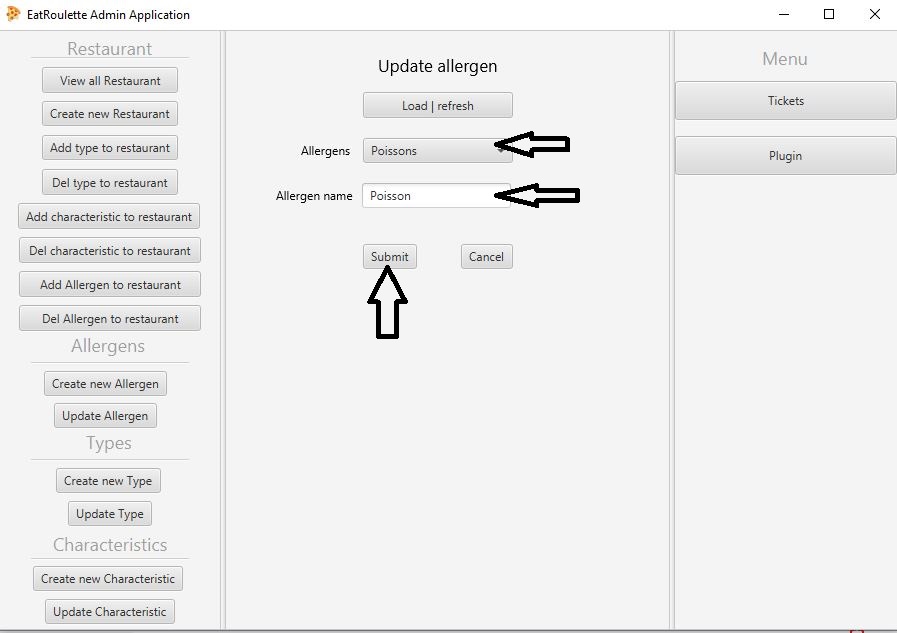 EatRoulette Admin Application
Restaurant
View all Restaurant
Create new Restaurant
Add type to restaurant
Del type to restaurant
Add characteristic to restaurant
Del characteristic to restaurant
Add Allergen to restaurant
Del Allergen to restaurant
Allergens
Create new Allergen
Update Allergen
Types
Create new Type
Update Type
Characteristics
Create new Characteristic
Update Characteristic
Update allergen
Load | refresh
Allergens Poissons
Allergen name Poisson
Submit Cancel
Menu
Tickets
Plugin